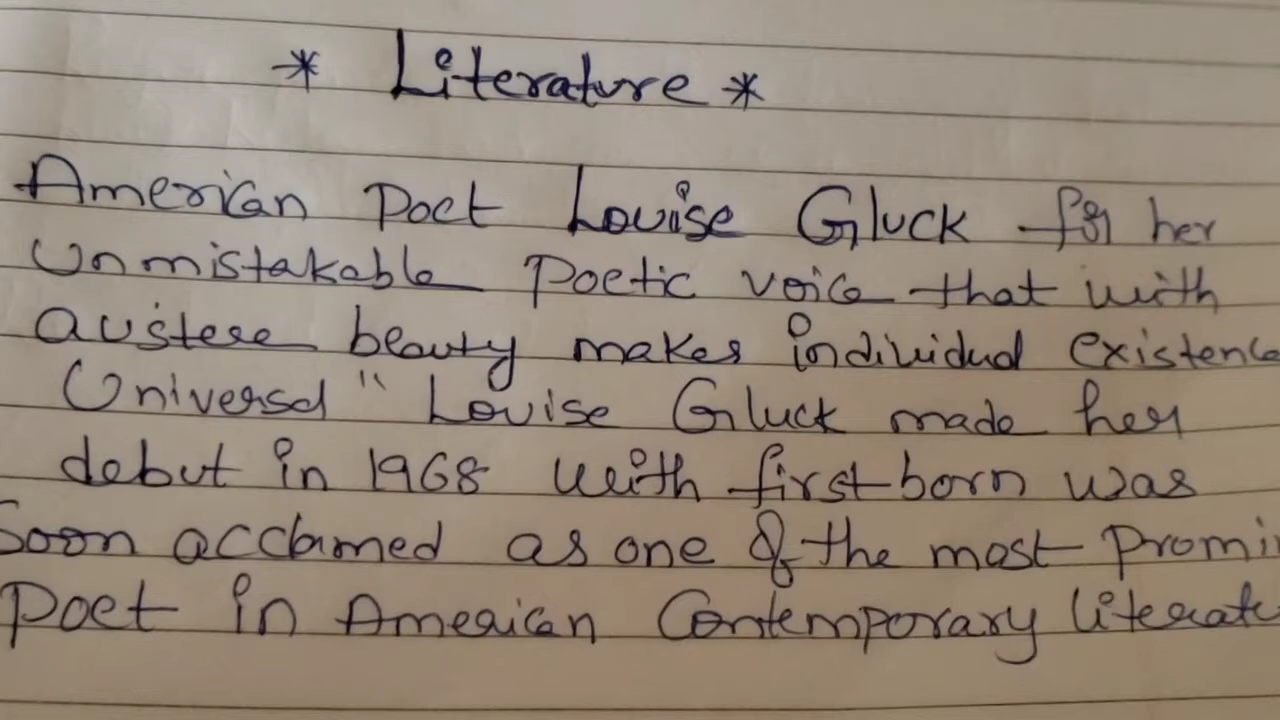 * Literature *
American Poet Louise Gluck for her
Unmistakable Poetic voice that with
austere beauty makes individual existence
Universal " Louise Gluck made her
debut in 1968 with first born was
Soon acclaimed as one of the most Promi
Poet in American Contemporary literatu